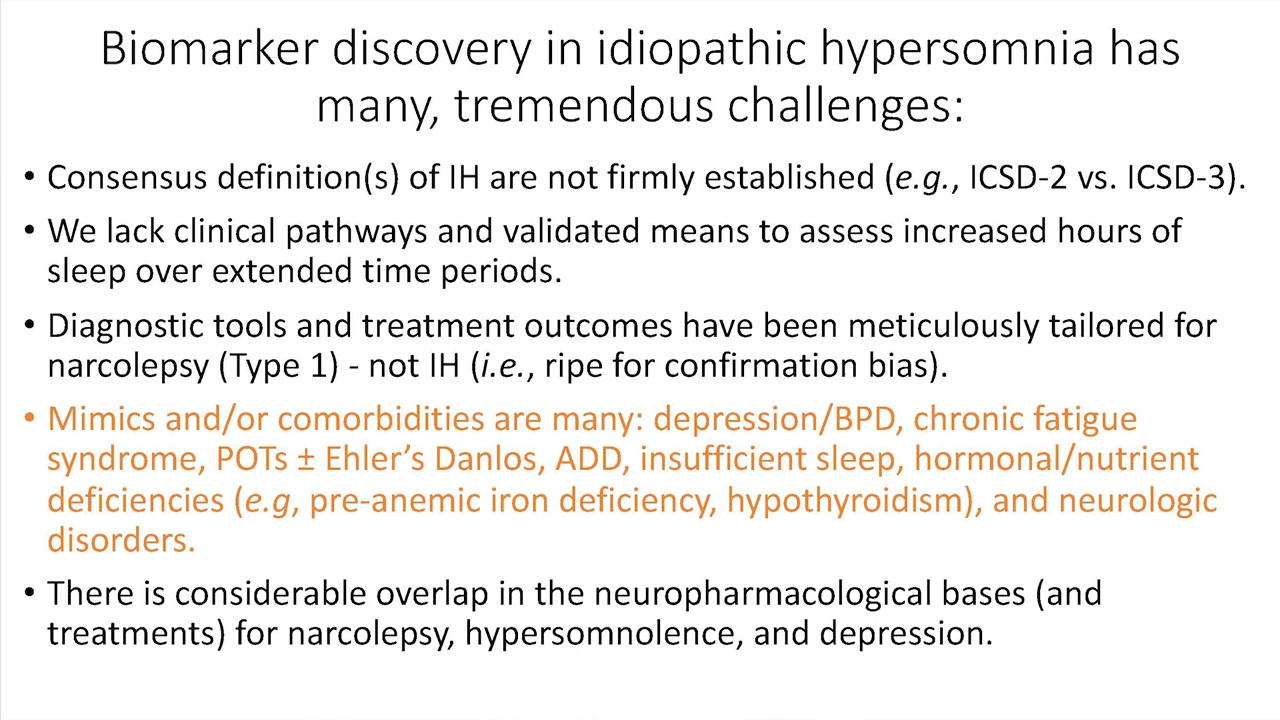 Biomarker discovery in idiopathic hypersomnia has
many, tremendous challenges:
• Consensus definition(s) of IH are not firmly established (e.g., ICSD-2 vs. ICSD-3).
• We lack clinical pathways and validated means to assess increased hours of
sleep over extended time periods.
• Diagnostic tools and treatment outcomes have been meticulously tailored for
narcolepsy (Type 1) - not IH (i.e., ripe for confirmation bias).
• Mimics and/or comorbidities are many: depression/BPD, chronic fatigue
syndrome, POTs ± Ehler’s Danlos, ADD, insufficient sleep, hormonal/nutrient
deficiencies (e.g, pre-anemic iron deficiency, hypothyroidism), and neurologic
disorders.
• There is considerable overlap in the neuropharmacological bases (and
treatments) for narcolepsy, hypersomnolence, and depression.